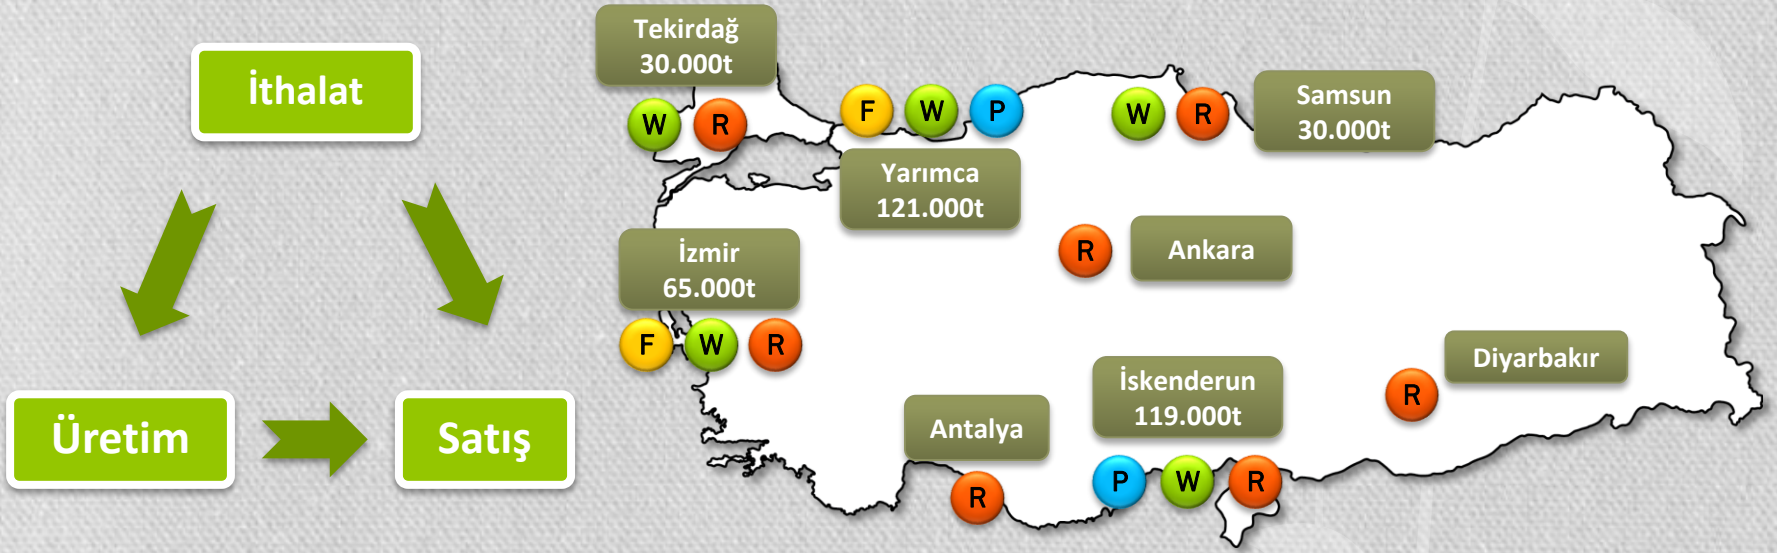 İthalat
Üretim
Satış
Tekirdağ
30.000t
W R
F W P
Yarımca
121.000t
W R
Samsun
30.000t
İzmir
65.000t
F W R
R
Ankara
Antalya
R
İskenderun
119.000t
P W R
Diyarbakır
R